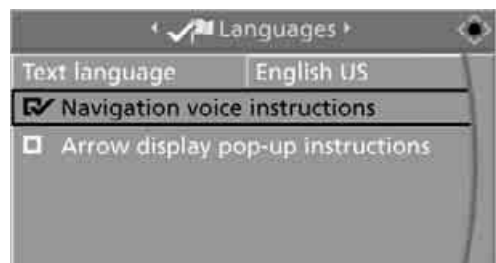 Languages
Text language English US
Navigation voice instructions
Arrow display pop-up instructions